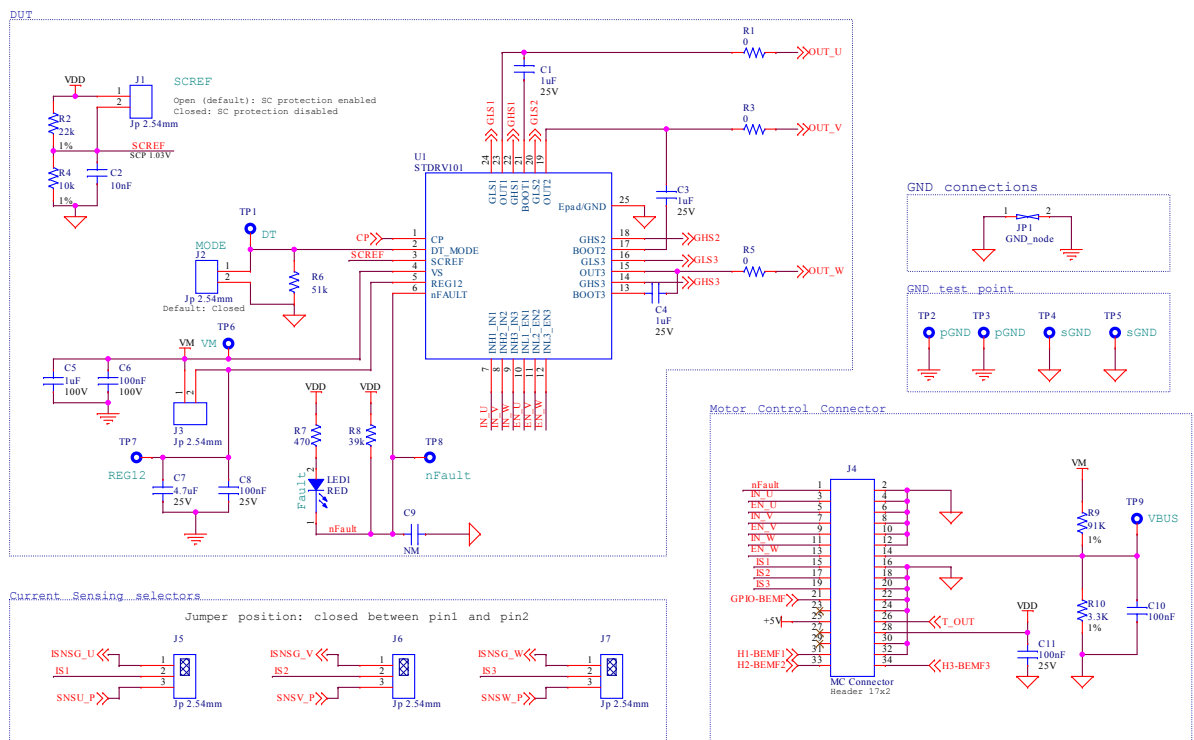 DUT
VDD
J1
1
2
Jp 2.54mm
SCREF
Open (default): SC protection enabled
Closed: SC protection disabled
R2
22k
1%
SCREF
SCP 1.03V
R4
10k
1%
C2
10nF
R1
0
OUT_U
C1
1uF
25V
R3
0
OUT_V
C3
1uF
25V
R5
0
OUT_W
C4
1uF
25V
GLS1
GHS1
GLS2
24
23
22
21
20
19
U1
STDRV101
GLS1
OUT1
GHS1
BOOT1
GLS2
OUT2
Epad/GND
25
CP
1
CP
2
DT_MODE
SCREF
3
SCREF
4
VS
5
REG12
6
nFAULT
GHS2
18
GHS2
BOOT2
17
GLS3
16
GLS3
OUT3
15
GHS3
14
GHS3
BOOT3
13
INH1_IN1
INH2_IN2
INH3_IN3
INL1_EN1
INL2_EN2
INL3_EN3
7
8
9
10
11
12
IN_U
IN_V
IN_W
EN_U
EN_V
EN_W
TP1
DT
MODE
J2
1
2
Jp 2.54mm
Default: Closed
R6
51k
TP6
VM
VM
C5
1uF
100V
C6
100nF
100V
1
2
J3
Jp 2.54mm
TP7
REG12
C7
4.7uF
25V
C8
100nF
25V
VDD
VDD
R7
470
R8
39k
Fault
2
LED1
RED
1
TP8
nFault
nFault
C9
NM
GND connections
1
2
JP1
GND_node
GND test point
TP2
pGND
TP3
pGND
TP4
sGND
TP5
sGND
Motor Control Connector
J4
nFault
1
2
IN_U
3
4
EN_U
5
6
IN_V
7
8
EN_V
9
10
IN_W
11
12
EN_W
13
14
IS1
15
16
IS2
17
18
IS3
19
20
GPIO-BEMF
21
22
23
24
+5V
25
26
T_OUT
27
28
29
30
H1-BEMF1
31
32
H2-BEMF2
33
34
H3-BEMF3
MC Connector
Header 17x2
VM
R9
91K
1%
TP9
VBUS
R10
3.3K
1%
C10
100nF
VDD
C11
100nF
25V
Current Sensing selectors
Jumper position: closed between pin1 and pin2
J5
ISNSG_U
1
IS1
2
SNSU_P
3
Jp 2.54mm
J6
ISNSG_V
1
IS2
2
SNSV_P
3
Jp 2.54mm
J7
ISNSG_W
1
IS3
2
SNSW_P
3
Jp 2.54mm